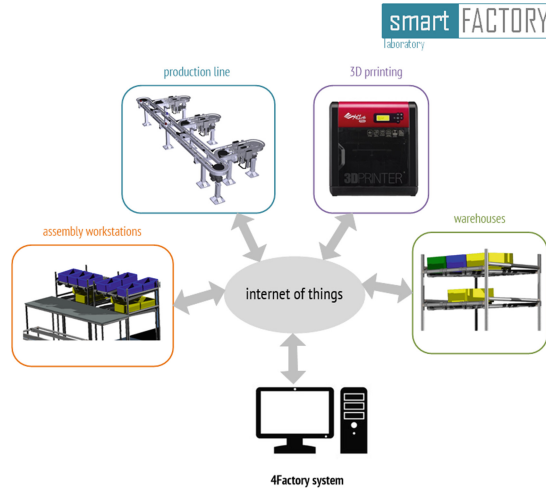 smart FACTORY
laboratory
production line
3D printing
3DPRINTER
assembly workstations
warehouses
internet of things
4Factory system